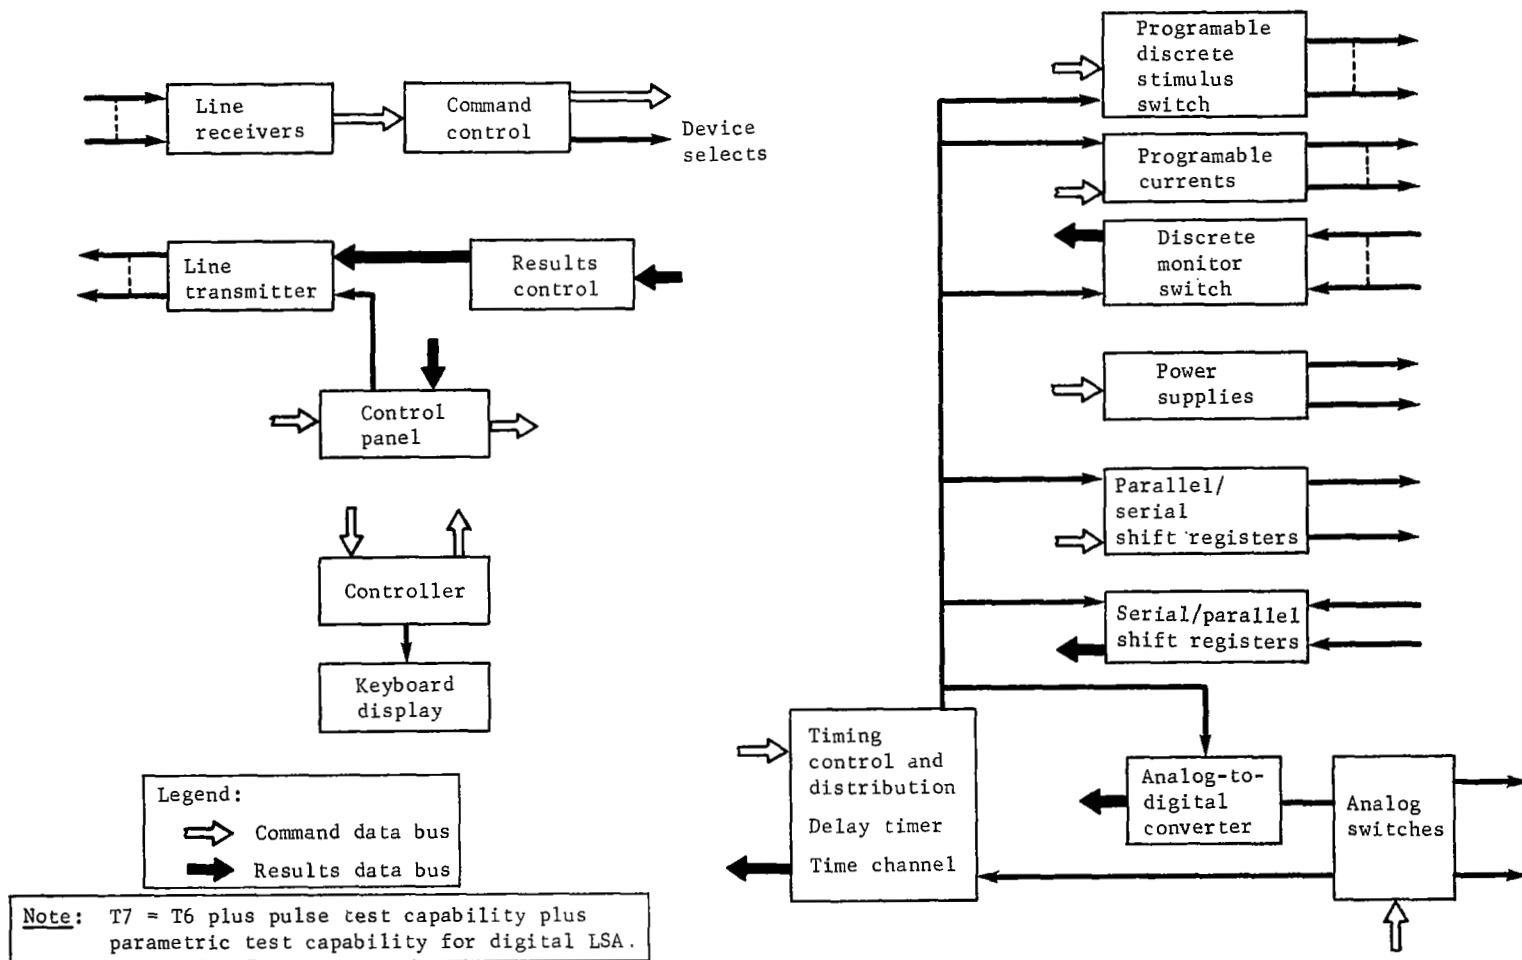 Line
receivers
Command
control
Device
selects
Line
transmitter
Results
control
Control
panel
Controller
Keyboard
display
Legend:
Command data bus
Results data bus
Note: T7 = T6 plus pulse test capability plus
parametric test capability for digital LSA.
Programable
discrete
stimulus
switch
Programable
currents
Discrete
monitor
switch
Power
supplies
Parallel/
serial
shift registers
Serial/parallel
shift registers
Timing
control and
distribution
Delay timer
Time channel
Analog-to-
digital
converter
Analog
switches